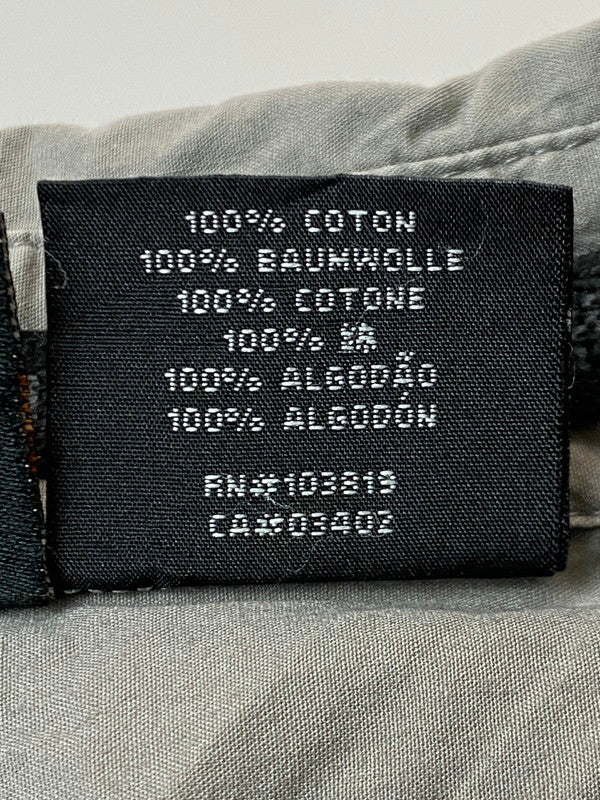 100% COTON
100% BAUMWOLLE
100% COTONE
100% 綿
100% ALGODÃO
100% ALGODÓN
RN#103819
CA#03402